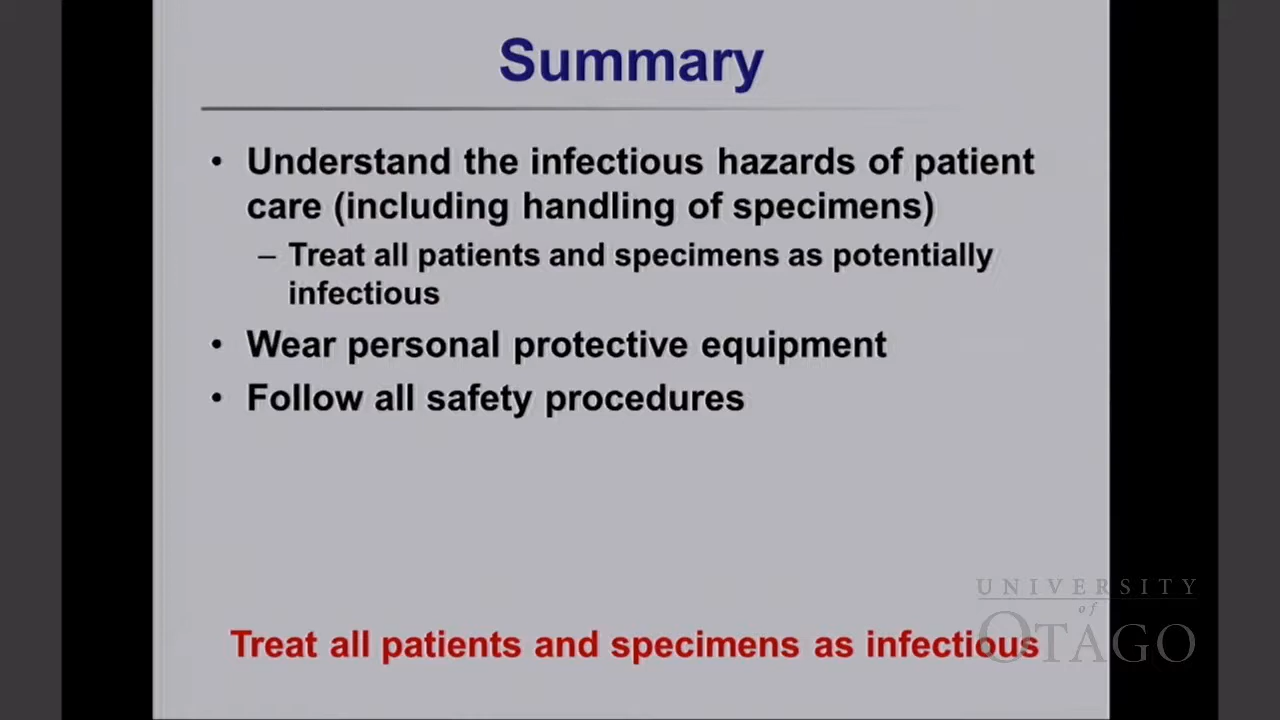 Summary
• Understand the infectious hazards of patient
care (including handling of specimens)
– Treat all patients and specimens as potentially
infectious
• Wear personal protective equipment
• Follow all safety procedures
Treat all patients and specimens as infectious
UNIVERSITY
of
OTAGO